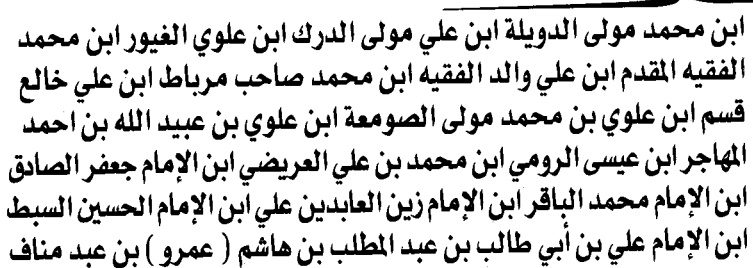 ابن محمد مولى الدويلة ابن علي مولى الدرك ابن علوي الغيور ابن محمد
الفقيه المقدم ابن علي والد الفقيه ابن محمد صاحب مرباط ابن علي خالع
قسم ابن علوي بن محمد مولى الصومعة ابن علوي بن عبيد الله بن احمد
المهاجر ابن عيسى الرومي ابن محمد بن علي العريضي ابن الإمام جعفر الصادق
ابن الإمام محمد الباقر ابن الإمام زين العابدين علي ابن الإمام الحسين السبط
ابن الإمام علي بن أبي طالب بن عبد المطلب بن هاشم ( عمرو ) بن عبد مناف